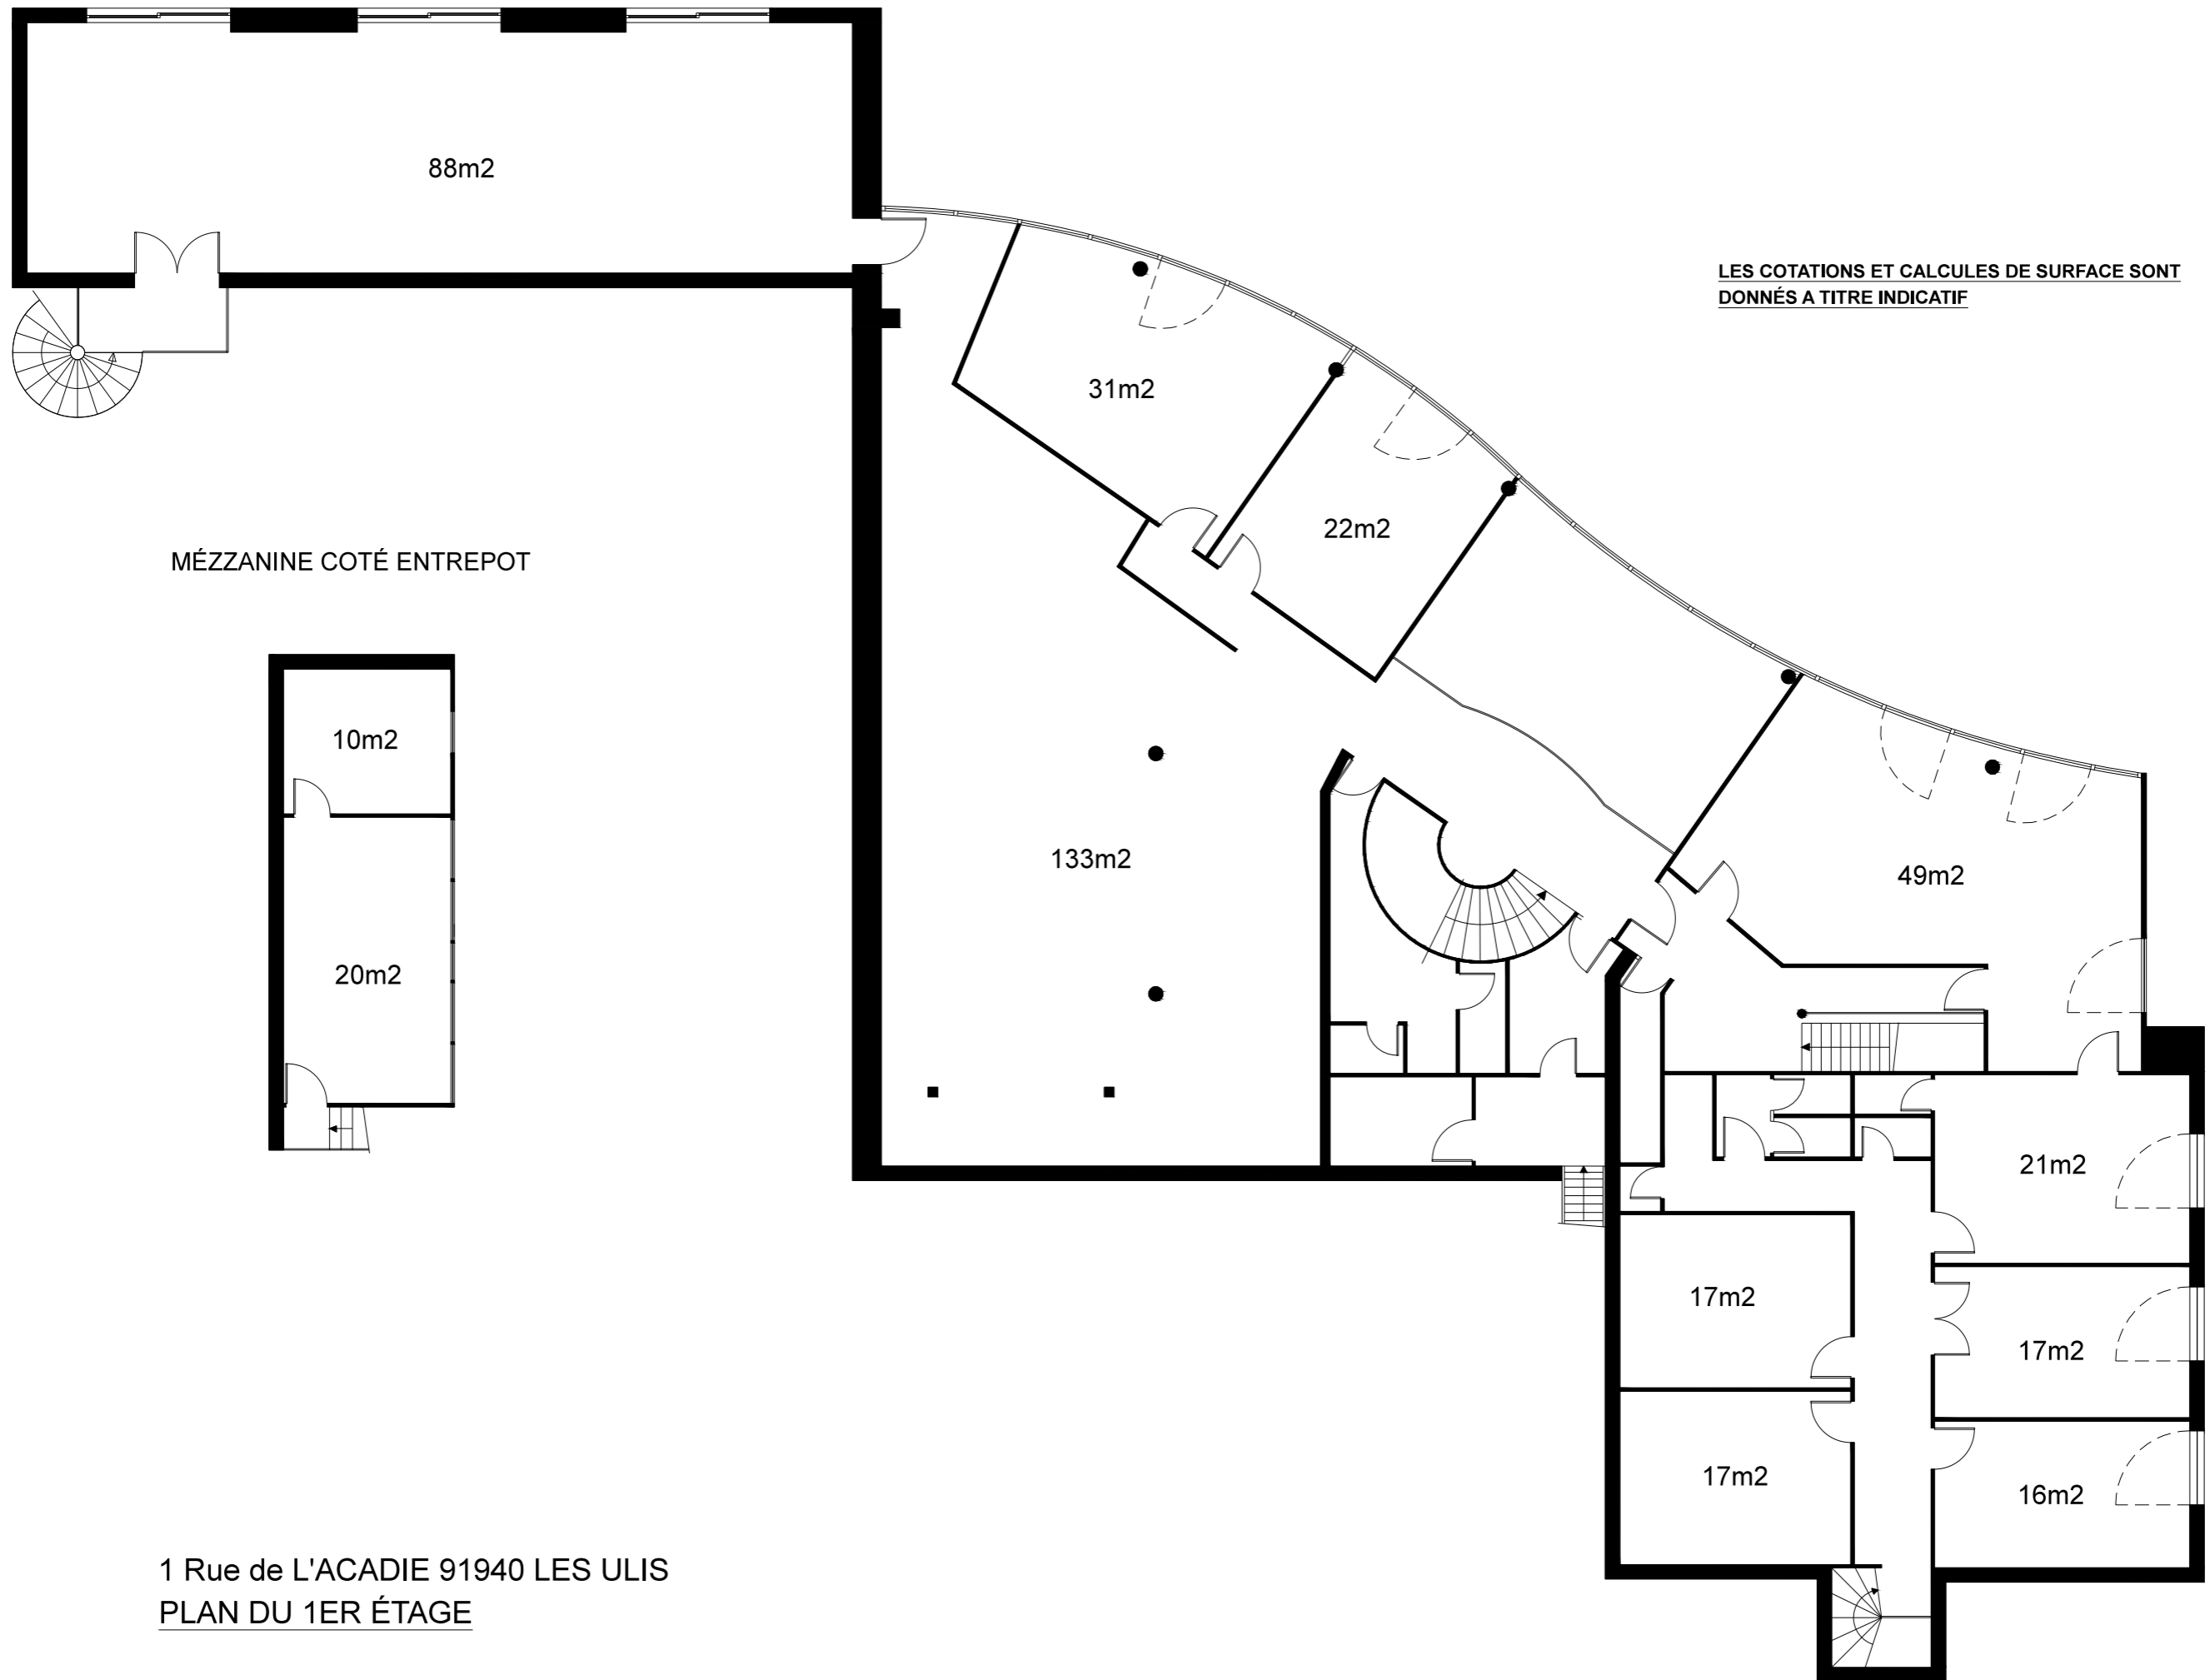 88m2
LES COTATIONS ET CALCULES DE SURFACE SONT
DONNÉS A TITRE INDICATIF
31m2
22m2
MÉZZANINE COTÉ ENTREPOT
10m2
133m2
49m2
20m2
21m2
17m2
17m2
17m2
16m2
1 Rue de L'ACADIE 91940 LES ULIS
PLAN DU 1ER ÉTAGE